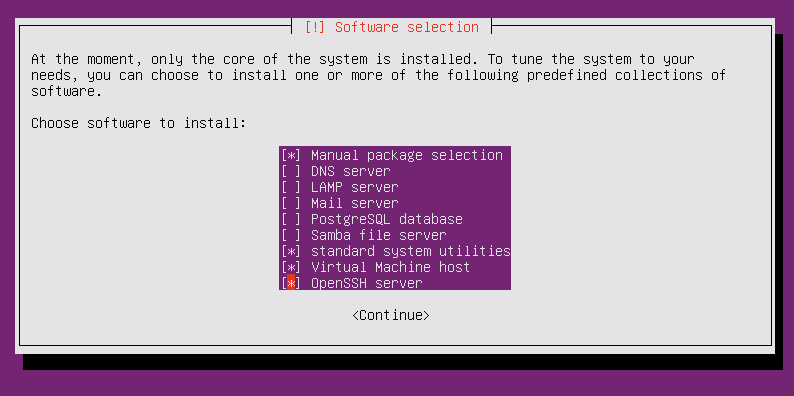 [!] Software selection
At the moment, only the core of the system is installed. To tune the system to your
needs, you can choose to install one or more of the following predefined collections of
software.
Choose software to install:
[*] Manual package selection
[ ] DNS server
[ ] LAMP server
[ ] Mail server
[ ] PostgreSQL database
[ ] Samba file server
[*] standard system utilities
[*] Virtual Machine host
[*] OpenSSH server
<Continue>